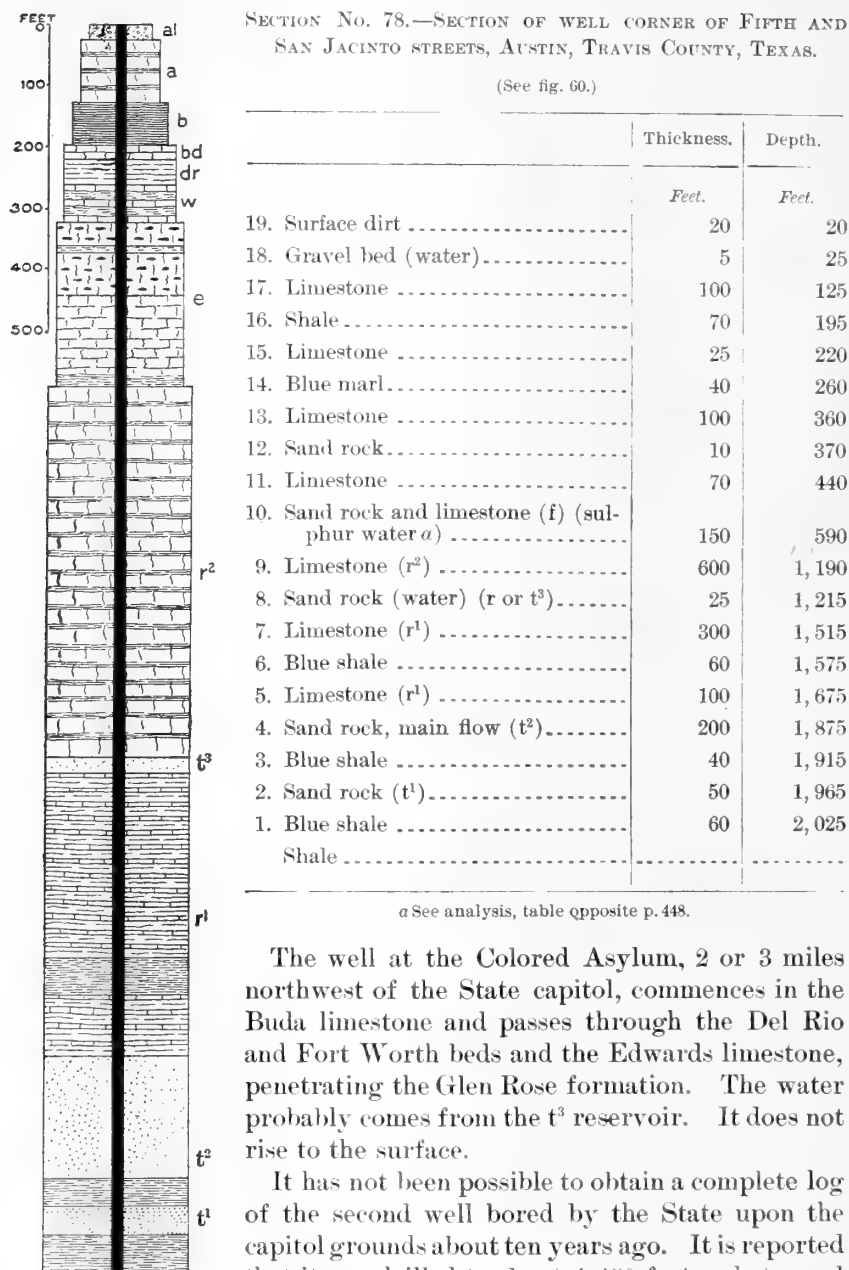 FEET
0
100
200
300
400
500
al
a
b
bd
dr
w
e
r²
t³
r¹
t²
t¹
SECTION NO. 78.—SECTION OF WELL CORNER OF FIFTH AND
SAN JACINTO STREETS, AUSTIN, TRAVIS COUNTY, TEXAS.
(See fig. 60.)
Thickness. Depth.
Feet. Feet.
19. Surface dirt 20 20
18. Gravel bed (water) 5 25
17. Limestone 100 125
16. Shale 70 195
15. Limestone 25 220
14. Blue marl 40 260
13. Limestone 100 360
12. Sand rock 10 370
11. Limestone 70 440
10. Sand rock and limestone (f) (sul-
phur water a) 150 590
9. Limestone (r²) 600 1,190
8. Sand rock (water) (r or t³) 25 1,215
7. Limestone (r¹) 300 1,515
6. Blue shale 60 1,575
5. Limestone (r¹) 100 1,675
4. Sand rock, main flow (t²) 200 1,875
3. Blue shale 40 1,915
2. Sand rock (t¹) 50 1,965
1. Blue shale 60 2,025
Shale
a See analysis, table opposite p. 448.
The well at the Colored Asylum, 2 or 3 miles
northwest of the State capitol, commences in the
Buda limestone and passes through the Del Rio
and Fort Worth beds and the Edwards limestone,
penetrating the Glen Rose formation. The water
probably comes from the t³ reservoir. It does not
rise to the surface.
It has not been possible to obtain a complete log
of the second well bored by the State upon the
capitol grounds about ten years ago. It is reported